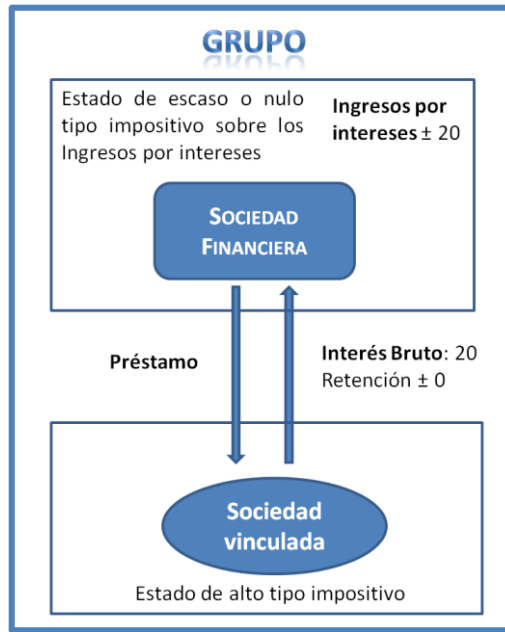 GRUPO
Estado de escaso o nulo
tipo impositivo sobre los
Ingresos por intereses
Ingresos por
intereses ± 20
SOCIEDAD
FINANCIERA
Préstamo
Interés Bruto: 20
Retención ± 0
Sociedad
vinculada
Estado de alto tipo impositivo